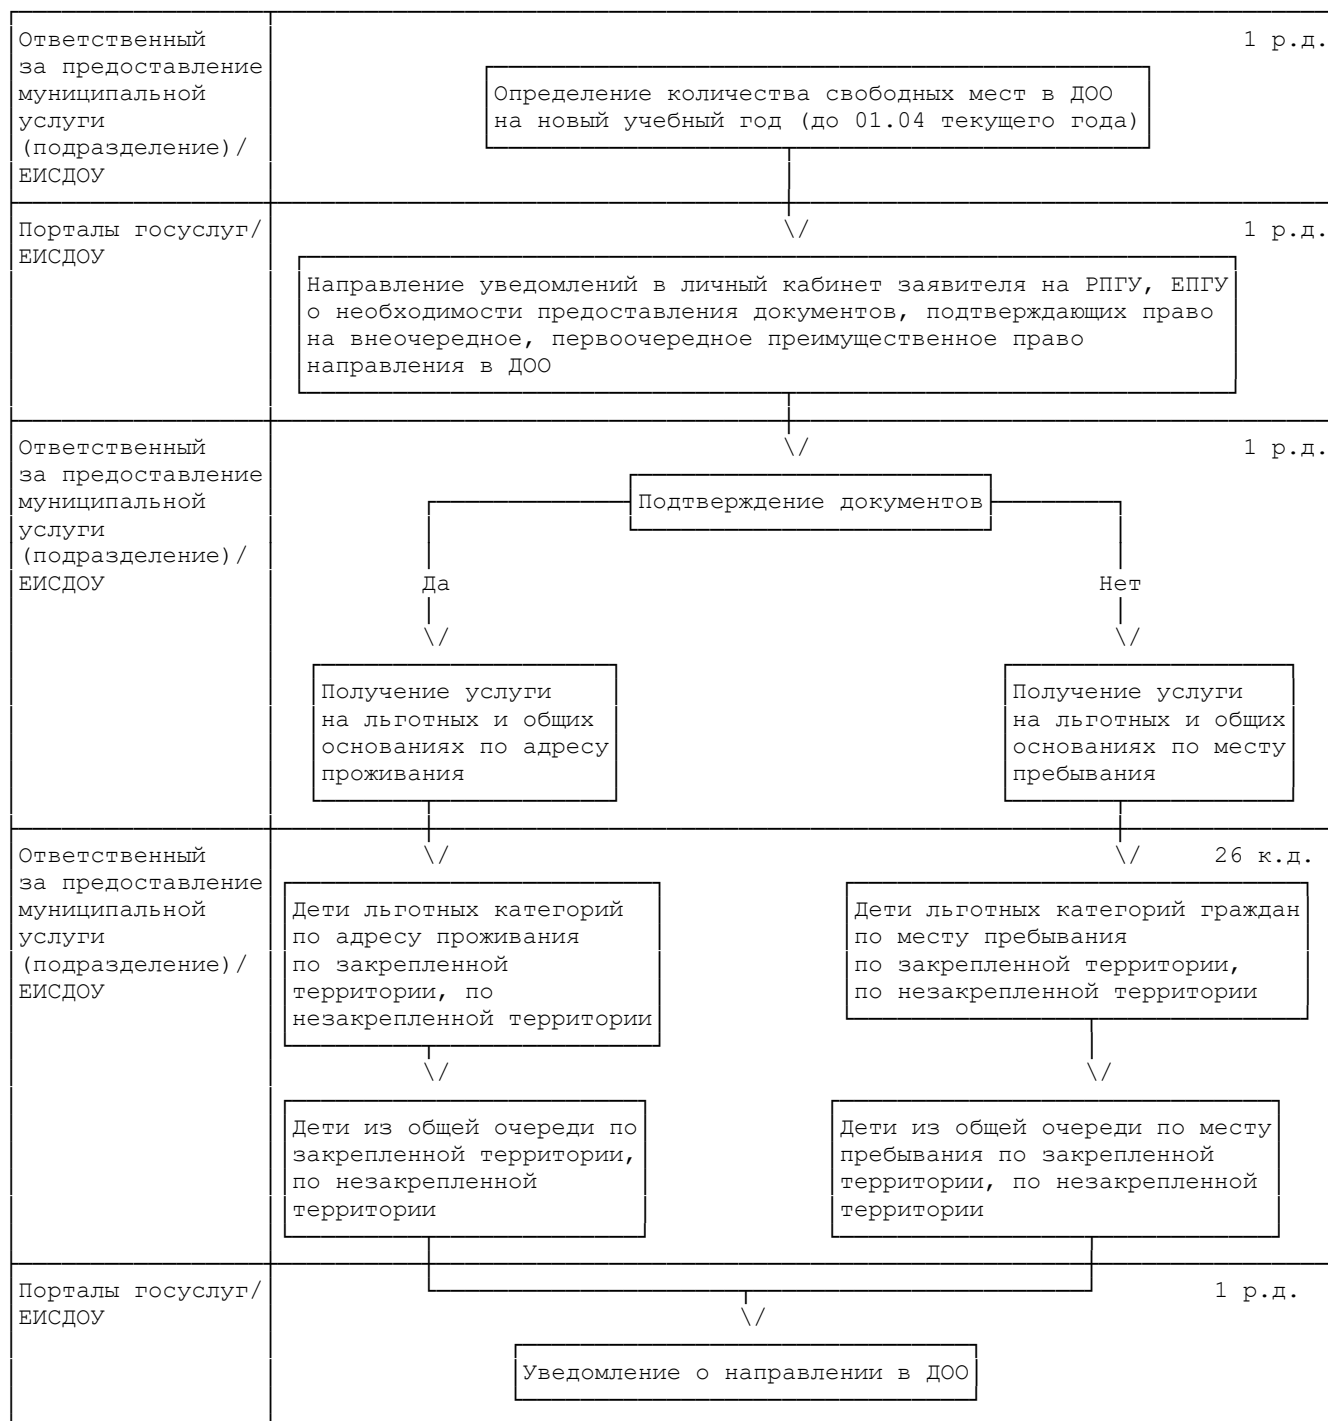 Ответственный
за предоставление
муниципальной
услуги
(подразделение)/
ЕИСДОУ
1 р.д.
Определение количества свободных мест в ДОО
на новый учебный год (до 01.04 текущего года)
Порталы госуслуг/
ЕИСДОУ
1 р.д.
Направление уведомлений в личный кабинет заявителя на РПГУ, ЕПГУ
о необходимости предоставления документов, подтверждающих право
на внеочередное, первоочередное преимущественное право
направления в ДОО
Ответственный
за предоставление
муниципальной
услуги
(подразделение)/
ЕИСДОУ
1 р.д.
Подтверждение документов
Да
Нет
Получение услуги
на льготных и общих
основаниях по адресу
проживания
Получение услуги
на льготных и общих
основаниях по месту
пребывания
Ответственный
за предоставление
муниципальной
услуги
(подразделение)/
ЕИСДОУ
26 к.д.
Дети льготных категорий
по адресу проживания
по закрепленной
территории, по
незакрепленной территории
Дети льготных категорий граждан
по месту пребывания
по закрепленной территории,
по незакрепленной территории
Дети из общей очереди по
закрепленной территории,
по незакрепленной
территории
Дети из общей очереди по месту
пребывания по закрепленной
территории, по незакрепленной
территории
Порталы госуслуг/
ЕИСДОУ
1 р.д.
Уведомление о направлении в ДОО